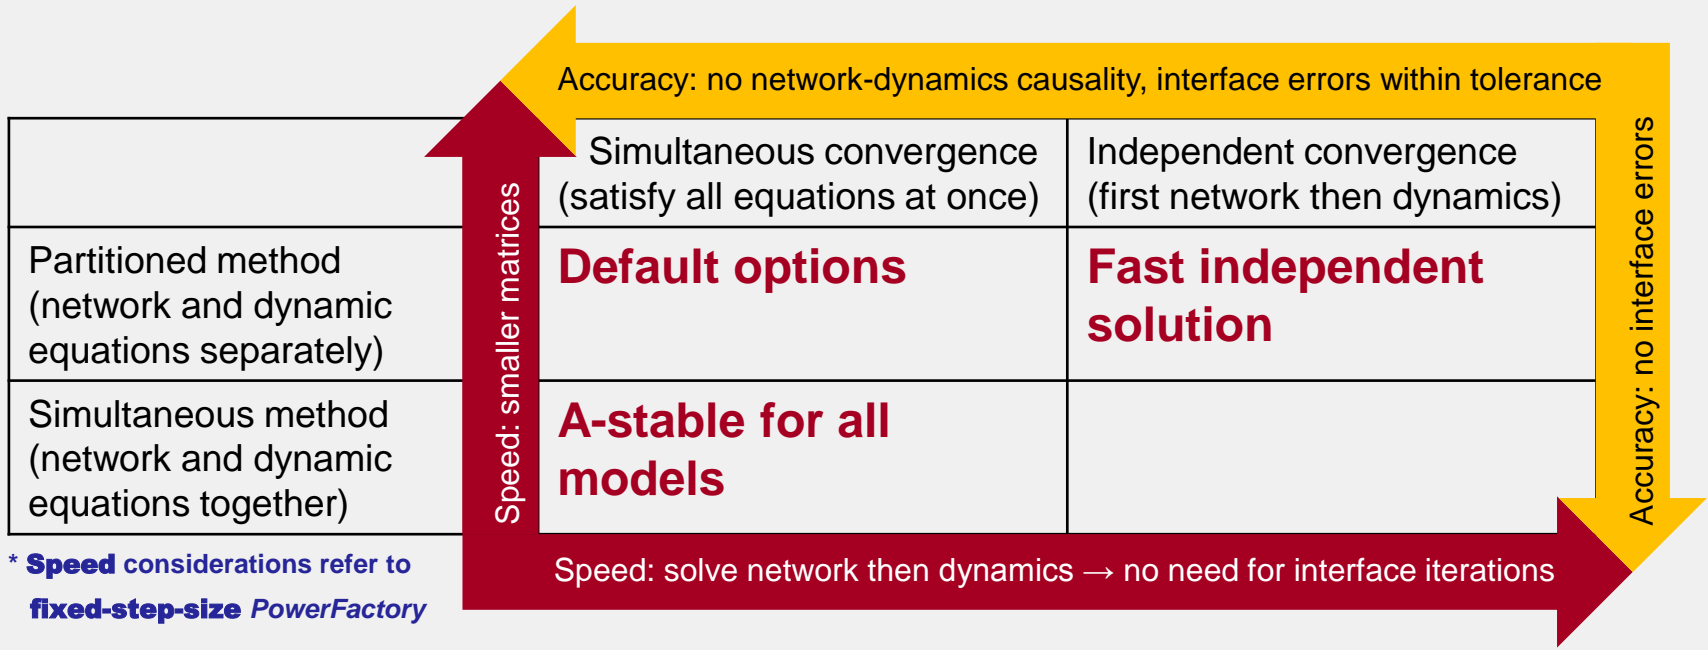 Accuracy: no network-dynamics causality, interface errors within tolerance
Simultaneous convergence
(satisfy all equations at once)
Independent convergence
(first network then dynamics)
Partitioned method
(network and dynamic
equations separately)
Default options
Fast independent
solution
Simultaneous method
(network and dynamic
equations together)
A-stable for all
models
Speed: smaller matrices
Accuracy: no interface errors
Speed: solve network then dynamics → no need for interface iterations
* Speed considerations refer to
fixed-step-size PowerFactory